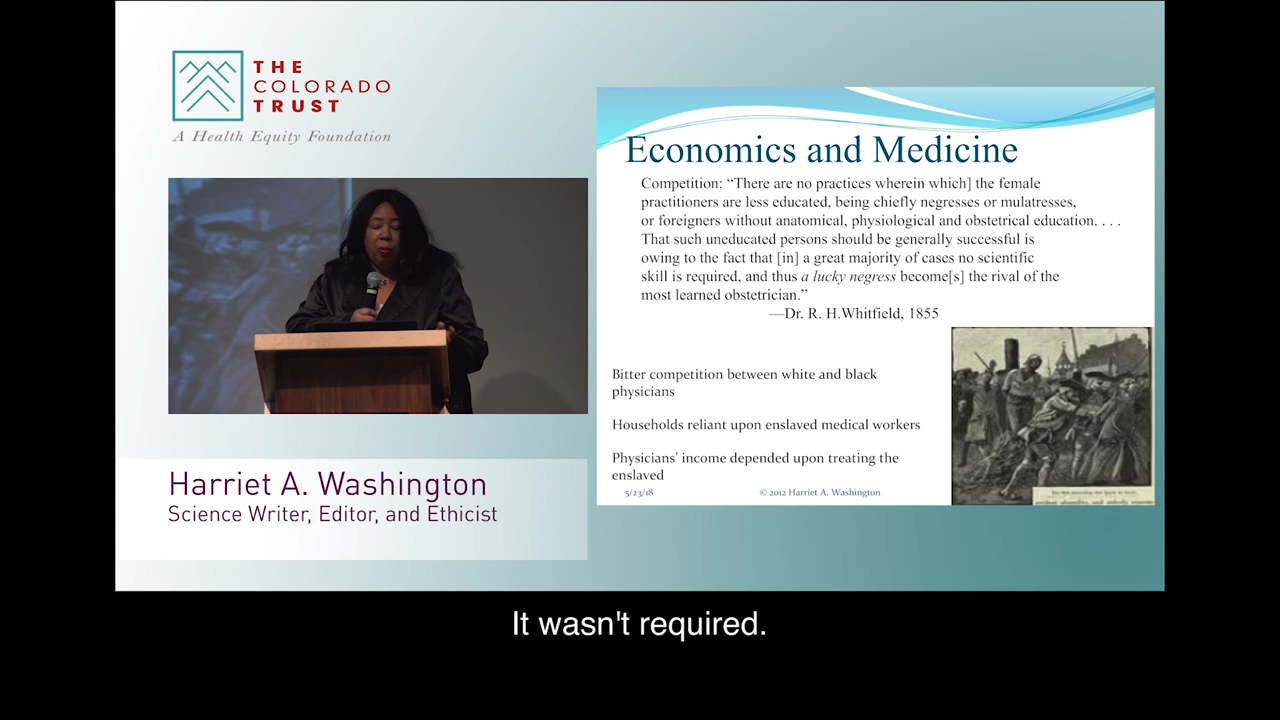 THE
COLORADO
TRUST
A Health Equity Foundation
Economics and Medicine
Competition: “There are no practices wherein which] the female
practitioners are less educated, being chiefly negresses or mulatresses,
or foreigners without anatomical, physiological and obstetrical education. . . .
That such uneducated persons should be generally successful is
owing to the fact that [in] a great majority of cases no scientific
skill is required, and thus a lucky negress become[s] the rival of the
most learned obstetrician.”
—Dr. R. H.Whitfield, 1855
Bitter competition between white and black
physicians
Households reliant upon enslaved medical workers
Physicians’ income depended upon treating the
enslaved
5/23/18
© 2012 Harriet A. Washington
Harriet A. Washington
Science Writer, Editor, and Ethicist
It wasn't required.